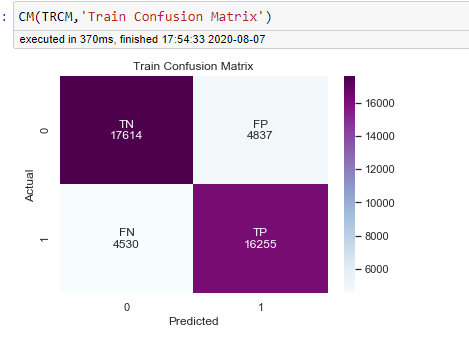 : CM(TRCM,'Train Confusion Matrix')
executed in 370ms, finished 17:54:33 2020-08-07
Train Confusion Matrix
TN
17614
FP
4837
FN
4530
TP
16255
0
1
Actual
0
1
Predicted
16000
14000
12000
10000
8000
6000